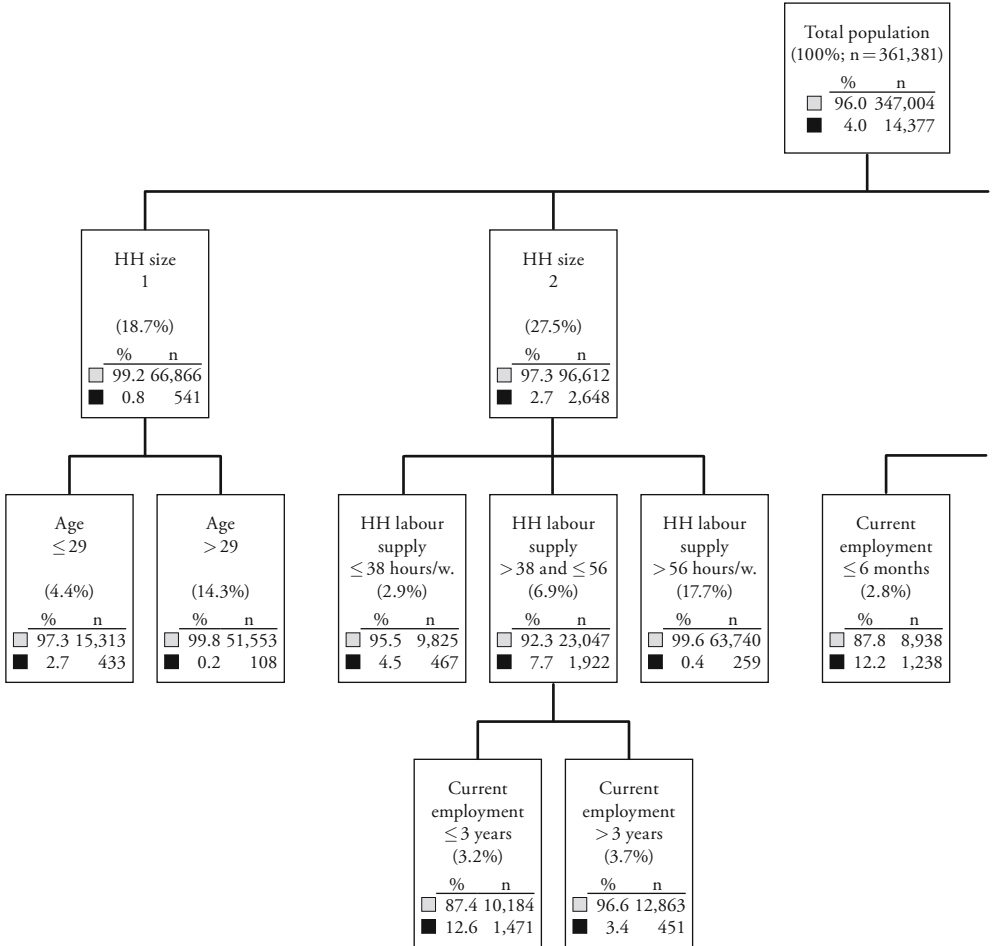 Total population
(100%; n=361,381)
% n
96.0 347,004
4.0 14,377
HH size
1
(18.7%)
% n
99.2 66,866
0.8 541
HH size
2
(27.5%)
% n
97.3 96,612
2.7 2,648
Age
≤29
(4.4%)
% n
97.3 15,313
2.7 433
Age
>29
(14.3%)
% n
99.8 51,553
0.2 108
HH labour
supply
≤38 hours/w.
(2.9%)
% n
95.5 9,825
4.5 467
HH labour
supply
>38 and ≤56
(6.9%)
% n
92.3 23,047
7.7 1,922
HH labour
supply
>56 hours/w.
(17.7%)
% n
99.6 63,740
0.4 259
Current
employment
≤6 months
(2.8%)
% n
87.8 8,938
12.2 1,238
Current
employment
≤3 years
(3.2%)
% n
87.4 10,184
12.6 1,471
Current
employment
>3 years
(3.7%)
% n
96.6 12,863
3.4 451